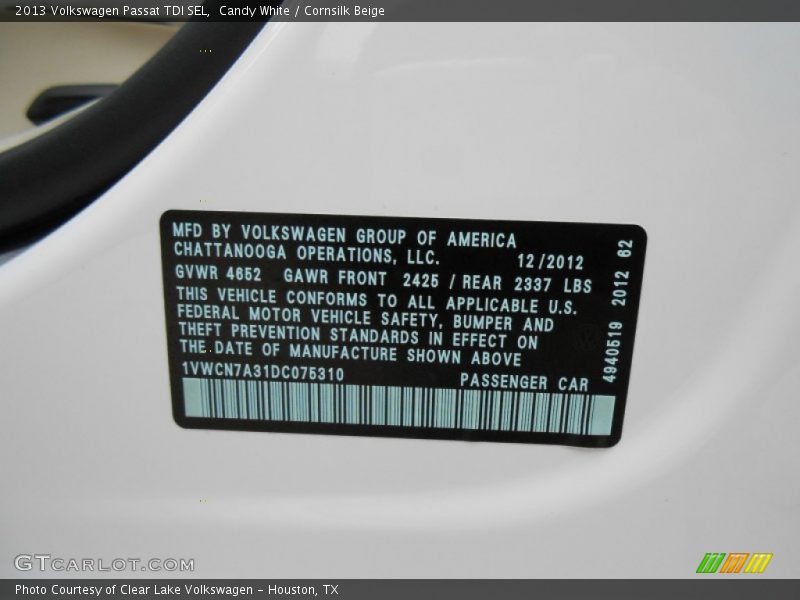 2013 Volkswagen Passat TDI SEL,  Candy White / Cornsilk Beige
MFD BY VOLKSWAGEN GROUP OF AMERICA
CHATTANOOGA OPERATIONS, LLC. 12/2012
GVWR 4652 GAWR FRONT 2425 / REAR 2337 LBS
THIS VEHICLE CONFORMS TO ALL APPLICABLE U.S.
FEDERAL MOTOR VEHICLE SAFETY, BUMPER AND
THEFT PREVENTION STANDARDS IN EFFECT ON
THE DATE OF MANUFACTURE SHOWN ABOVE
1VWCN7A31DC075310 PASSENGER CAR
4940519 2012 62
GTCARLOT.COM
Photo Courtesy of Clear Lake Volkswagen - Houston, TX